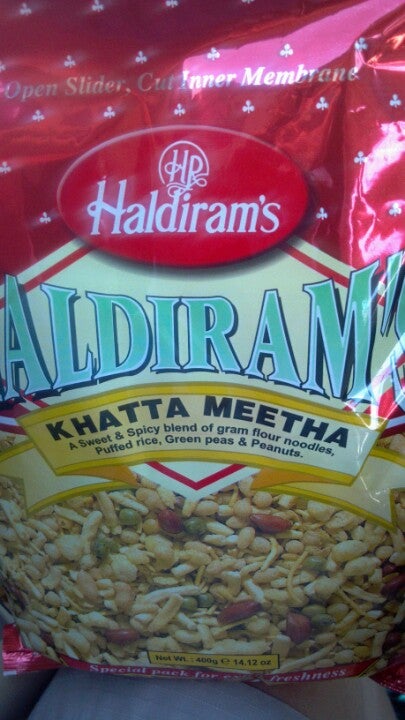 Open Slider, Cut Inner Membrane
HR
Haldiram's
ALDIRAM'S
KHATTA MEETHA
A Sweet & Spicy blend of gram flour noodles,
Puffed rice, Green peas & Peanuts.
Net Wt. : 400g e 14.12 oz
Special pack for extra freshness